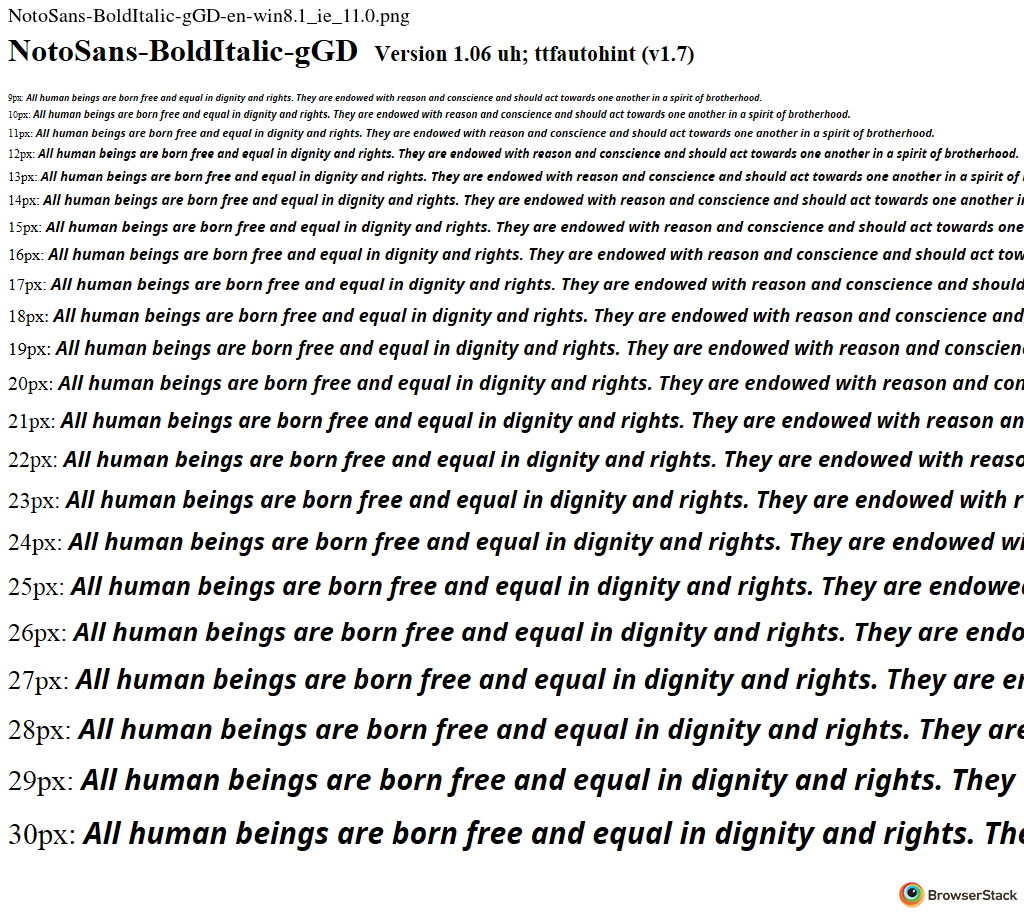 NotoSans-BoldItalic-gGD-en-win8.1_ie_11.0.png
NotoSans-BoldItalic-gGD Version 1.06 uh; ttfautohint (v1.7)
9px: All human beings are born free and equal in dignity and rights. They are endowed with reason and conscience and should act towards one another in a spirit of brotherhood.
10px: All human beings are born free and equal in dignity and rights. They are endowed with reason and conscience and should act towards one another in a spirit of brotherhood.
11px: All human beings are born free and equal in dignity and rights. They are endowed with reason and conscience and should act towards one another in a spirit of brotherhood.
12px: All human beings are born free and equal in dignity and rights. They are endowed with reason and conscience and should act towards one another in a spirit of brotherhood.
13px: All human beings are born free and equal in dignity and rights. They are endowed with reason and conscience and should act towards one another in a spirit of
14px: All human beings are born free and equal in dignity and rights. They are endowed with reason and conscience and should act towards one another i
15px: All human beings are born free and equal in dignity and rights. They are endowed with reason and conscience and should act towards one
16px: All human beings are born free and equal in dignity and rights. They are endowed with reason and conscience and should act tow
17px: All human beings are born free and equal in dignity and rights. They are endowed with reason and conscience and should
18px: All human beings are born free and equal in dignity and rights. They are endowed with reason and conscience and
19px: All human beings are born free and equal in dignity and rights. They are endowed with reason and conscien
20px: All human beings are born free and equal in dignity and rights. They are endowed with reason and con
21px: All human beings are born free and equal in dignity and rights. They are endowed with reason an
22px: All human beings are born free and equal in dignity and rights. They are endowed with reaso
23px: All human beings are born free and equal in dignity and rights. They are endowed with r
24px: All human beings are born free and equal in dignity and rights. They are endowed wi
25px: All human beings are born free and equal in dignity and rights. They are endowe
26px: All human beings are born free and equal in dignity and rights. They are endo
27px: All human beings are born free and equal in dignity and rights. They are e
28px: All human beings are born free and equal in dignity and rights. They are
29px: All human beings are born free and equal in dignity and rights. They
30px: All human beings are born free and equal in dignity and rights. The
BrowserStack